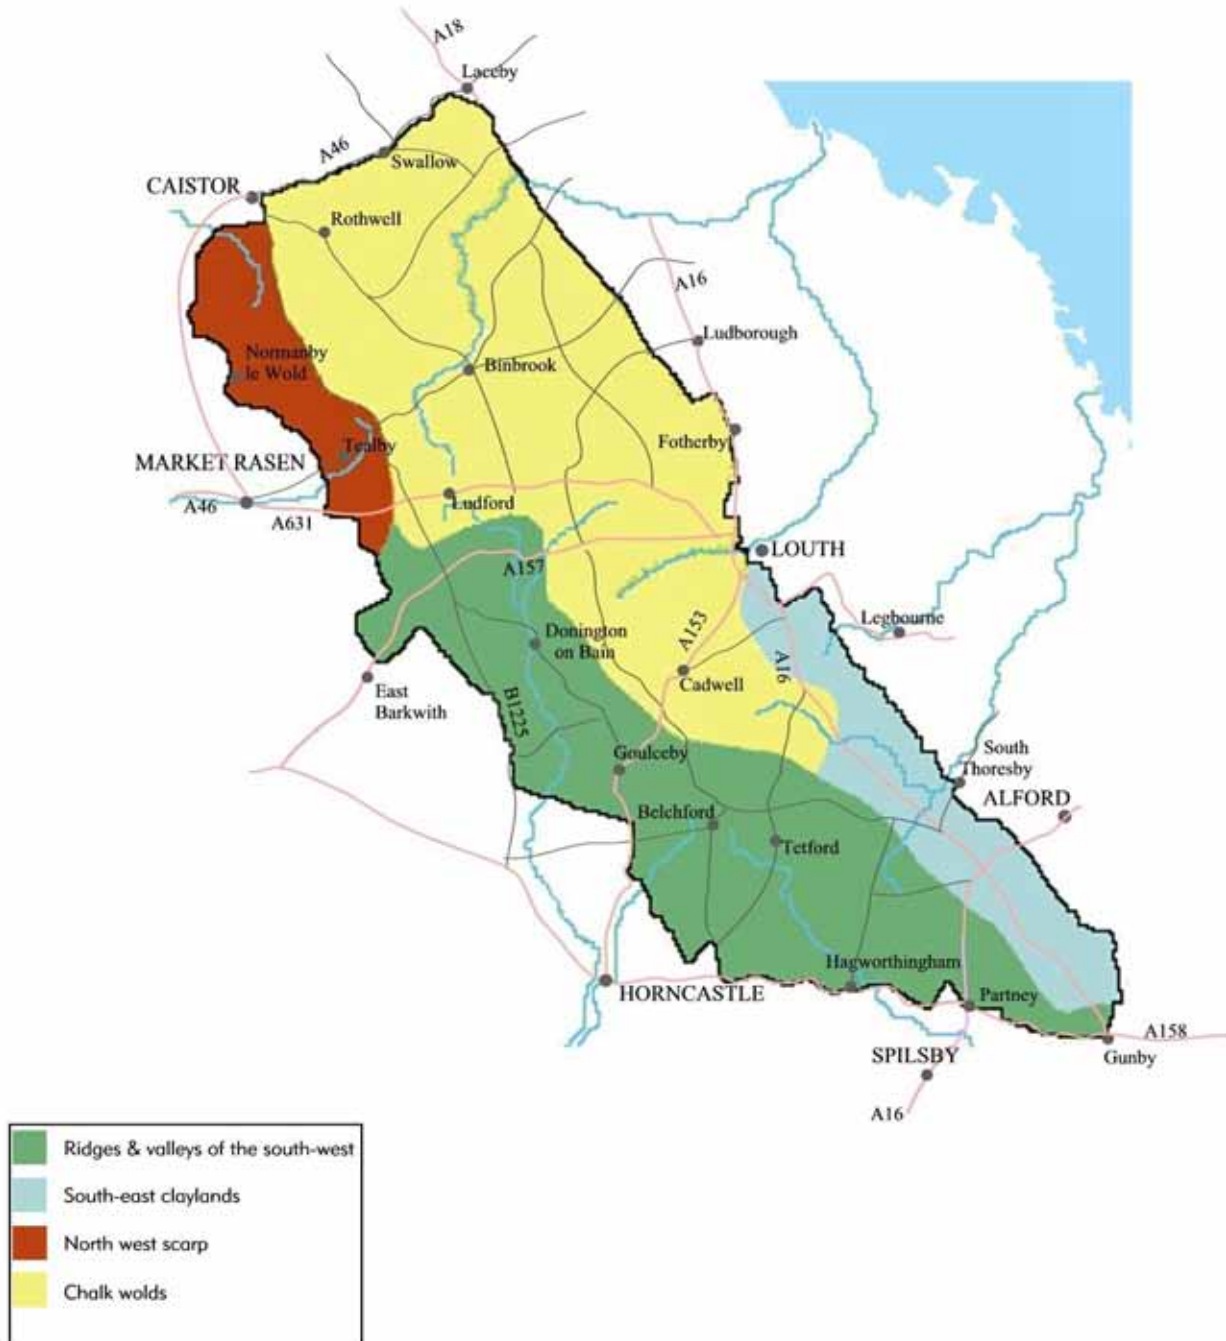 A18
Laceby
A46
Swallow
CAISTOR
Rothwell
A16
Ludborough
Normanby
le Wold
Binbrook
Fotherby
Tealby
MARKET RASEN
A46
A631
Ludford
LOUTH
A157
Legbourne
Donington
on Bain
A153
A16
Cadwell
East
Barkwith
B1225
Goulceby
South
Thoresby
ALFORD
Belchford
Tetford
Hagworthingham
HORNCASTLE
Partney
A158
Gunby
SPILSBY
A16
Ridges & valleys of the south-west
South-east claylands
North west scarp
Chalk wolds